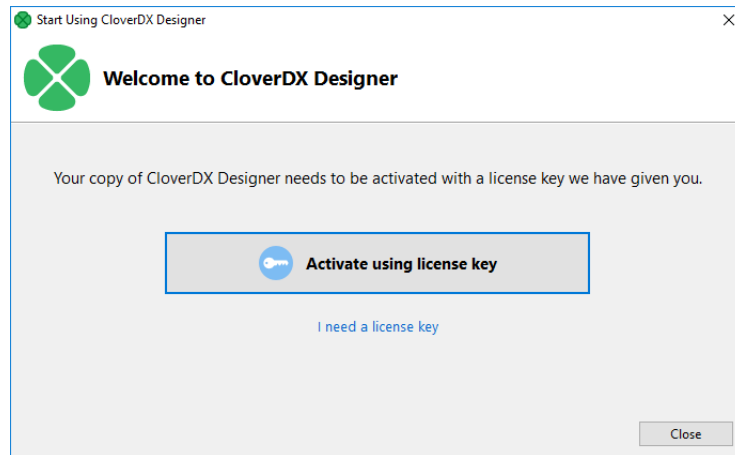 Start Using CloverDX Designer
Welcome to CloverDX Designer
Your copy of CloverDX Designer needs to be activated with a license key we have given you.
Activate using license key
I need a license key
Close